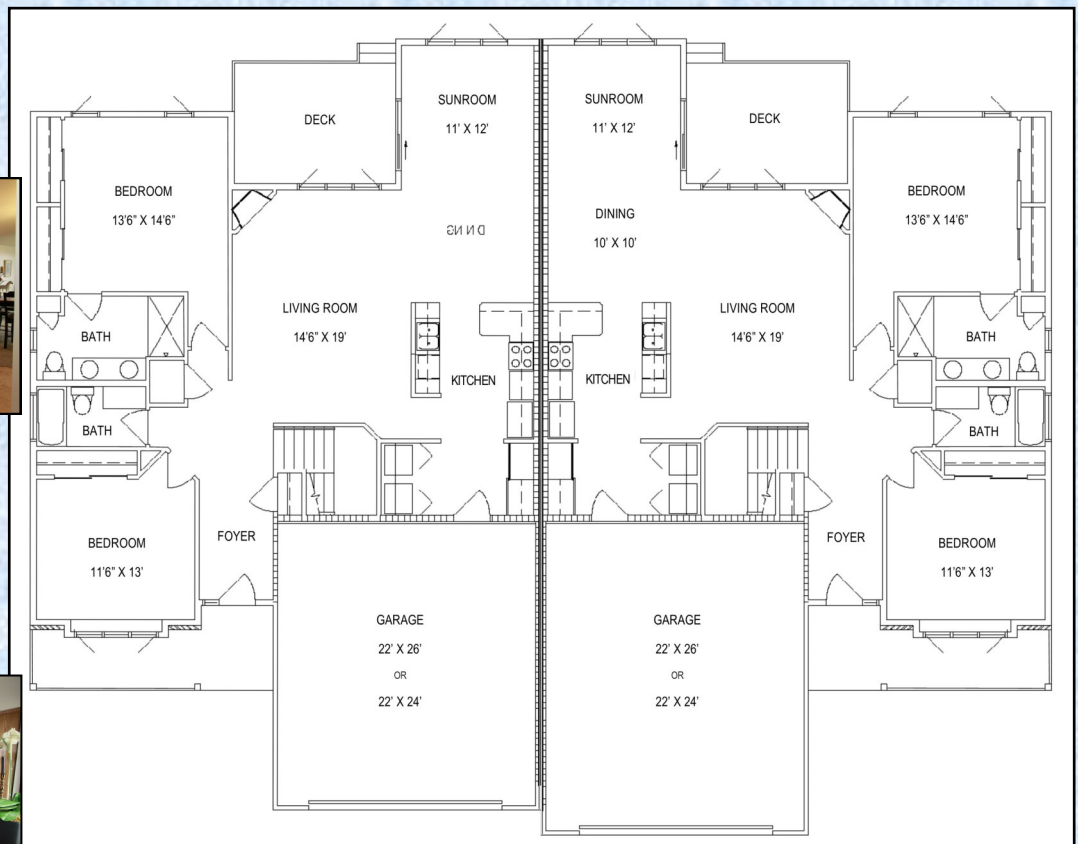 SUNROOM
11' X 12'
DECK
BEDROOM
13'6" X 14'6"
D N NG
LIVING ROOM
14'6" X 19'
BATH
KITCHEN
BATH
BEDROOM
11'6" X 13'
FOYER
GARAGE
22' X 26'
OR
22' X 24'
SUNROOM
11' X 12'
DECK
BEDROOM
13'6" X 14'6"
DINING
10' X 10'
LIVING ROOM
14'6" X 19'
BATH
KITCHEN
BATH
FOYER
BEDROOM
11'6" X 13'
GARAGE
22' X 26'
OR
22' X 24'